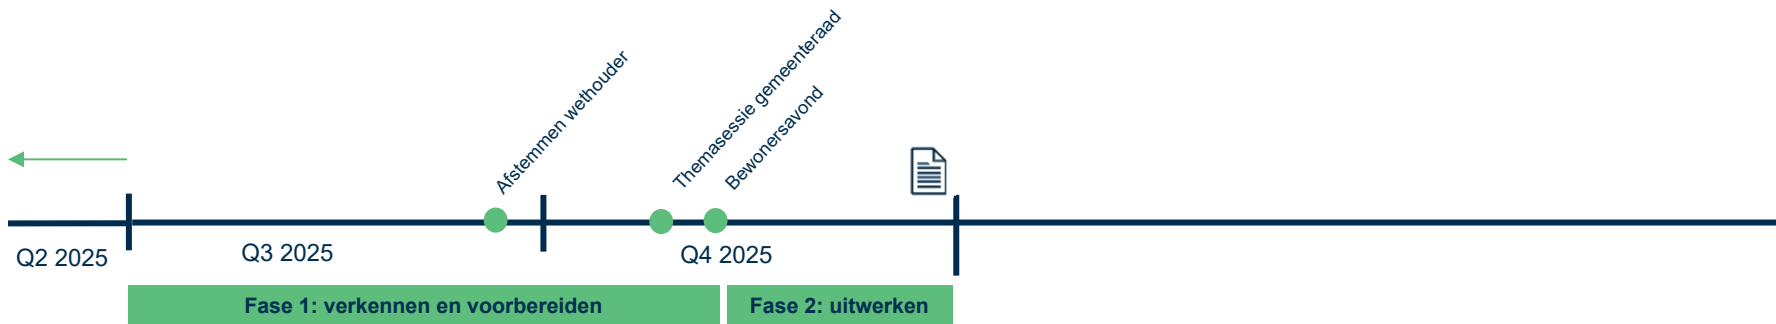 Afstemmen wethouder
Themasessie gemeenteraad
Bewonersavond
Q2 2025
Q3 2025
Q4 2025
Fase 1: verkennen en voorbereiden
Fase 2: uitwerken